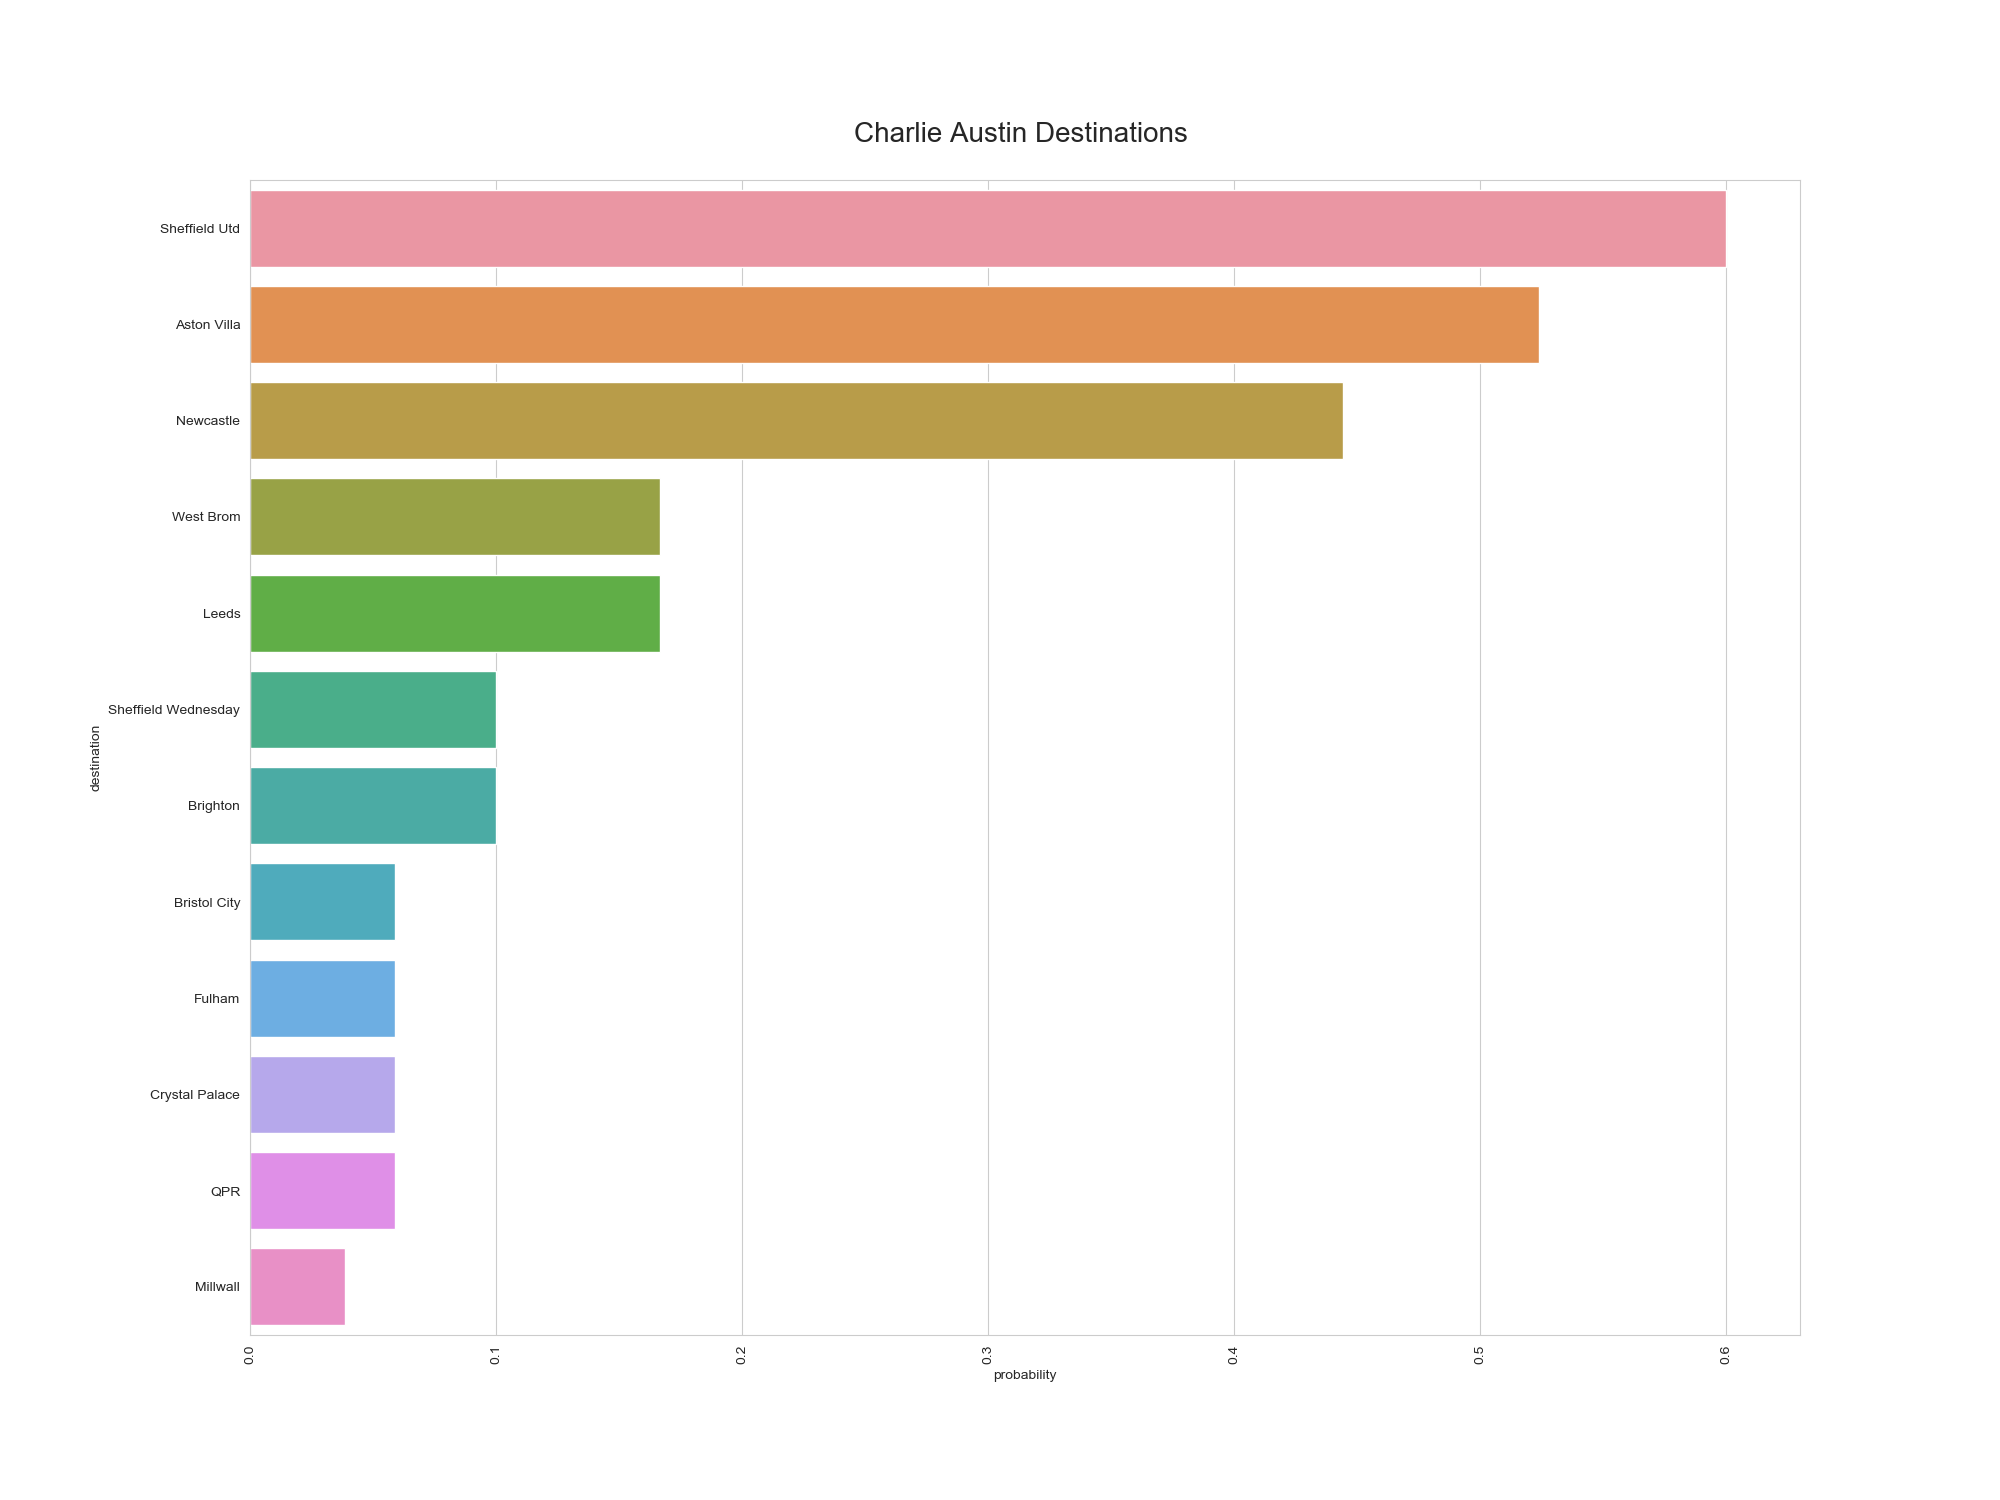 Charlie Austin Destinations
Sheffield Utd
Aston Villa
Newcastle
West Brom
Leeds
Sheffield Wednesday
destination
Brighton
Bristol City
Fulham
Crystal Palace
QPR
Millwall
0.0 0.1 0.2 0.3 0.4 0.5 0.6
probability